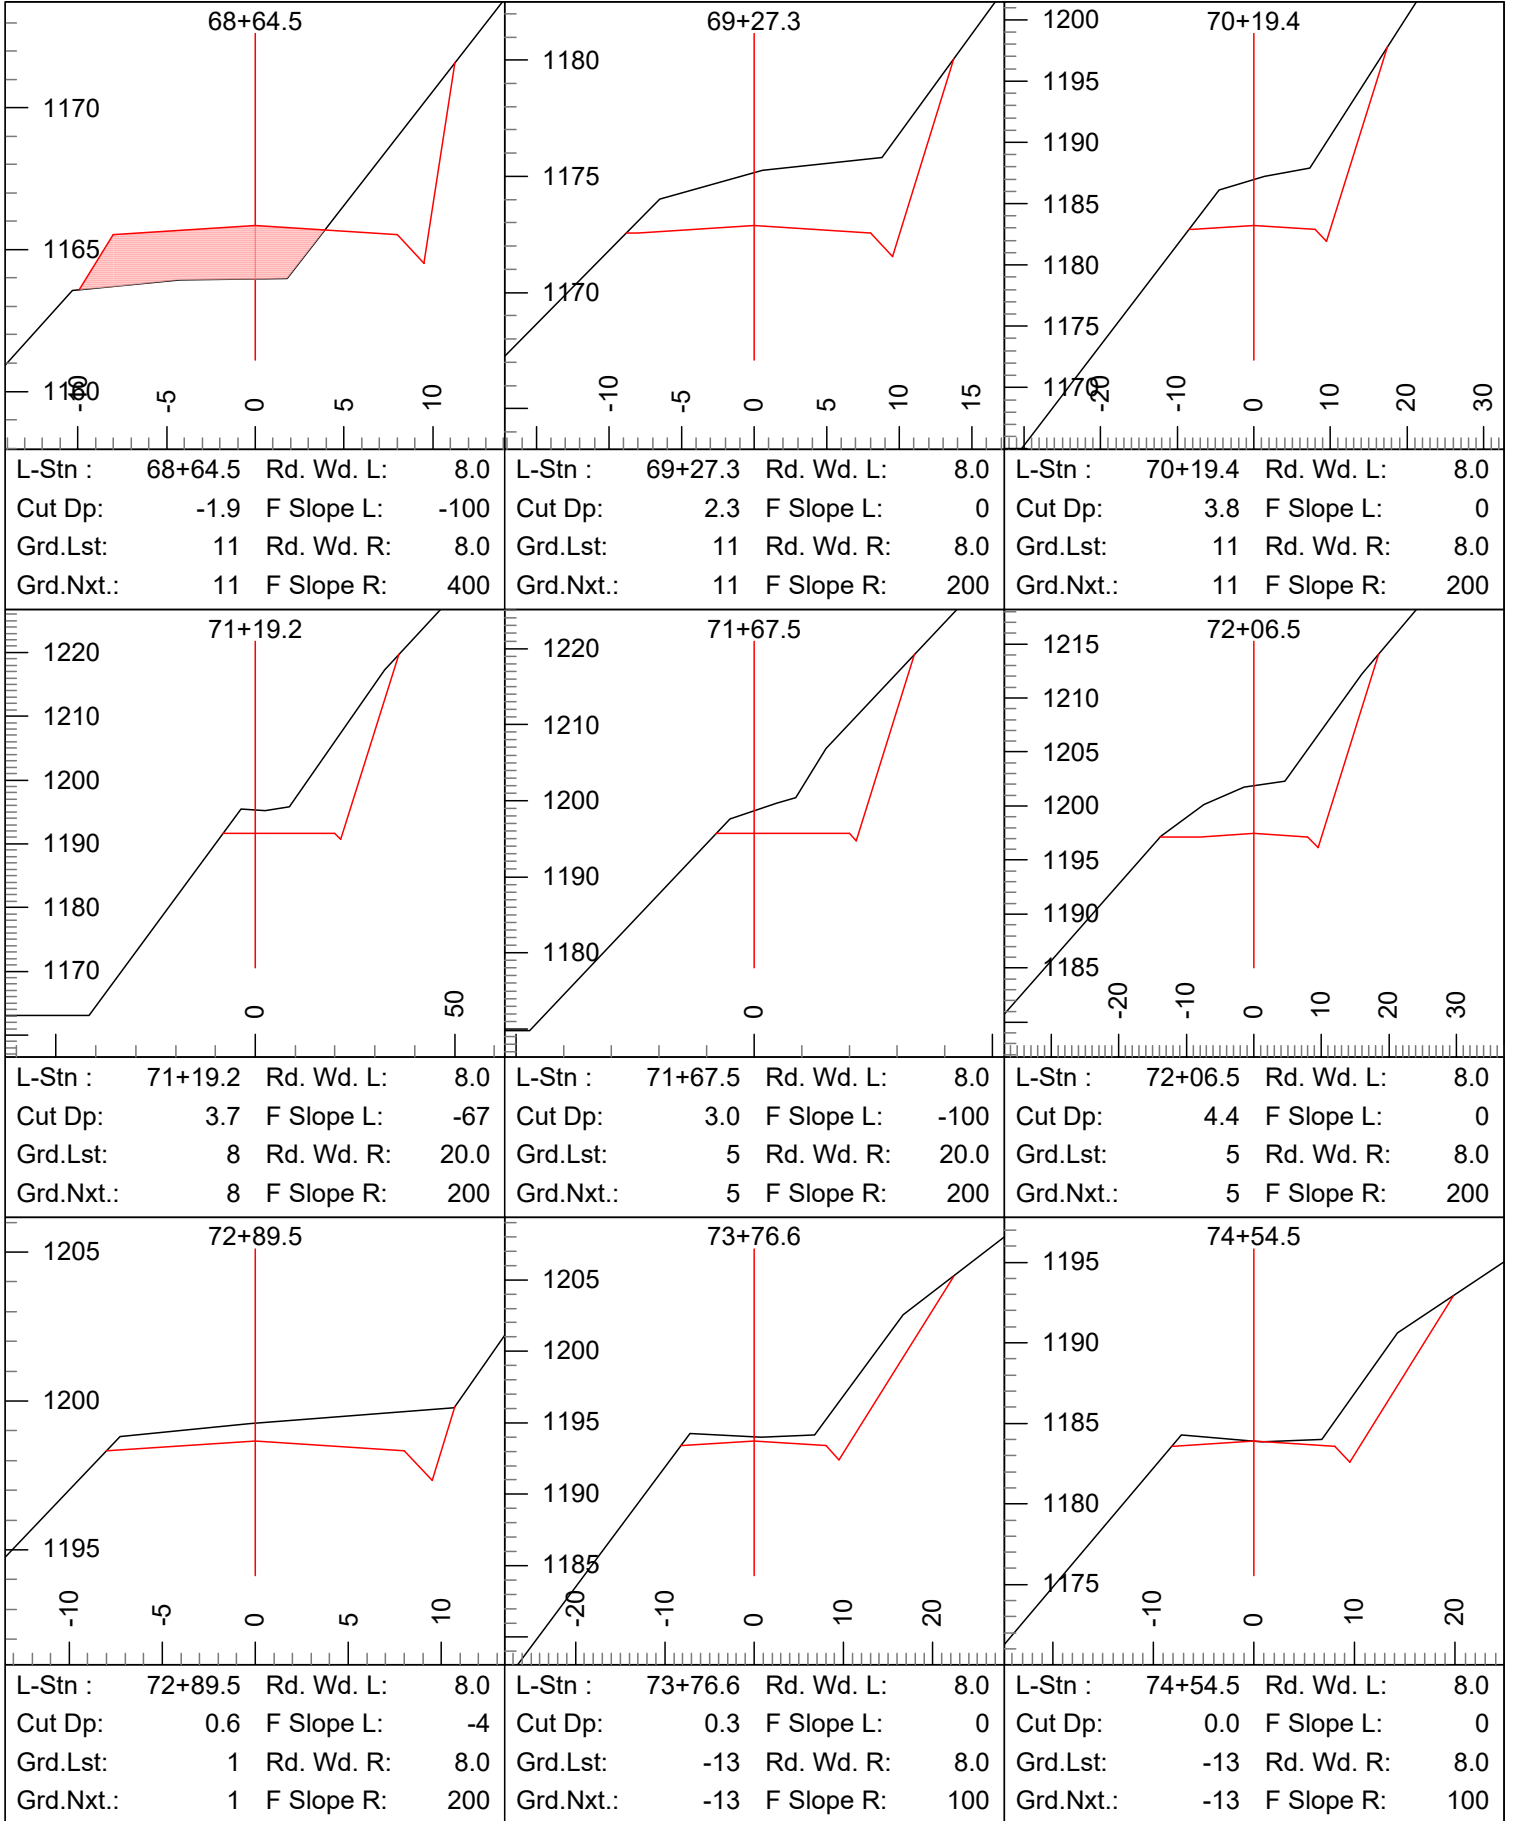 68+64.5
1170
1165
1160
-10 -5 0 5 10
L-Stn : 68+64.5 Rd. Wd. L: 8.0
Cut Dp: -1.9 F Slope L: -100
Grd.Lst: 11 Rd. Wd. R: 8.0
Grd.Nxt.: 11 F Slope R: 400
69+27.3
1180
1175
1170
-10 -5 0 5 10 15
L-Stn : 69+27.3 Rd. Wd. L: 8.0
Cut Dp: 2.3 F Slope L: 0
Grd.Lst: 11 Rd. Wd. R: 8.0
Grd.Nxt.: 11 F Slope R: 200
70+19.4
1200
1195
1190
1185
1180
1175
1170
-20 -10 0 10 20 30
L-Stn : 70+19.4 Rd. Wd. L: 8.0
Cut Dp: 3.8 F Slope L: 0
Grd.Lst: 11 Rd. Wd. R: 8.0
Grd.Nxt.: 11 F Slope R: 200
71+19.2
1220
1210
1200
1190
1180
1170
0 50
L-Stn : 71+19.2 Rd. Wd. L: 8.0
Cut Dp: 3.7 F Slope L: -67
Grd.Lst: 8 Rd. Wd. R: 20.0
Grd.Nxt.: 8 F Slope R: 200
71+67.5
1220
1210
1200
1190
1180
0
L-Stn : 71+67.5 Rd. Wd. L: 8.0
Cut Dp: 3.0 F Slope L: -100
Grd.Lst: 5 Rd. Wd. R: 20.0
Grd.Nxt.: 5 F Slope R: 200
72+06.5
1215
1210
1205
1200
1195
1190
1185
-20 -10 0 10 20 30
L-Stn : 72+06.5 Rd. Wd. L: 8.0
Cut Dp: 4.4 F Slope L: 0
Grd.Lst: 5 Rd. Wd. R: 8.0
Grd.Nxt.: 5 F Slope R: 200
72+89.5
1205
1200
1195
-10 -5 0 5 10
L-Stn : 72+89.5 Rd. Wd. L: 8.0
Cut Dp: 0.6 F Slope L: -4
Grd.Lst: 1 Rd. Wd. R: 8.0
Grd.Nxt.: 1 F Slope R: 200
73+76.6
1205
1200
1195
1190
1185
-20 -10 0 10 20
L-Stn : 73+76.6 Rd. Wd. L: 8.0
Cut Dp: 0.3 F Slope L: 0
Grd.Lst: -13 Rd. Wd. R: 8.0
Grd.Nxt.: -13 F Slope R: 100
74+54.5
1195
1190
1185
1180
1175
-10 0 10 20
L-Stn : 74+54.5 Rd. Wd. L: 8.0
Cut Dp: 0.0 F Slope L: 0
Grd.Lst: -13 Rd. Wd. R: 8.0
Grd.Nxt.: -13 F Slope R: 100